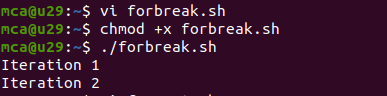 mca@u29:~$ vi forbreak.sh
mca@u29:~$ chmod +x forbreak.sh
mca@u29:~$ ./forbreak.sh
Iteration 1
Iteration 2